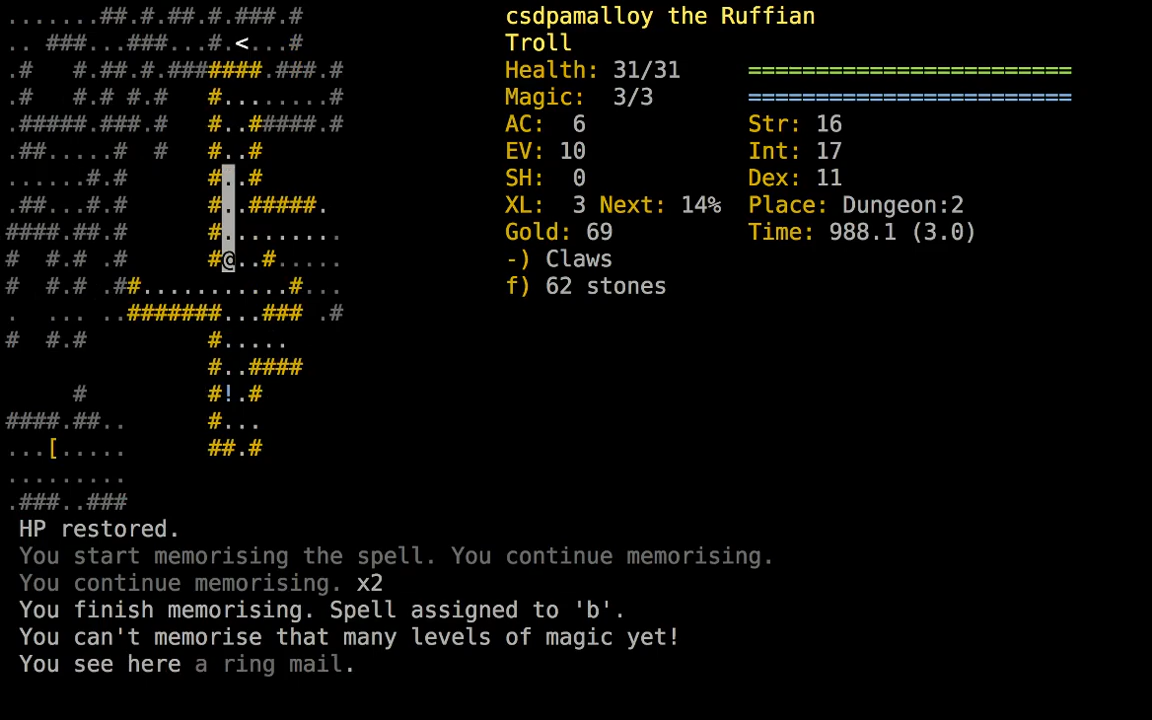 .......##.#.##.#.###.#  csdpamalloy the Ruffian
.. ###...###...#.<...#  Troll
.#   #.##.#.#######.###.#  Health: 31/31  ========================
.#   #.# #.#   #........#  Magic:  3/3  ========================
.#####.###.#   #..#####.#  AC:  6  Str: 16
.##.....#  #   #..#  EV: 10  Int: 17
......#.#      #..#  SH:  0  Dex: 11
.##...#.#      #..#####.  XL:  3 Next: 14%  Place: Dungeon:2
####.##.#      #.........  Gold: 69  Time: 988.1 (3.0)
#  #.# .#      #@..#.....  -) Claws
#  #.# .##...........#...  f) 62 stones
.  ... ..#######...### .#
#  #.#         #.....
               #..####
     #         #!.#
####.##..      #...
...[.....      ##.#
.........
.###..###
HP restored.
You start memorising the spell. You continue memorising.
You continue memorising. x2
You finish memorising. Spell assigned to 'b'.
You can't memorise that many levels of magic yet!
You see here a ring mail.